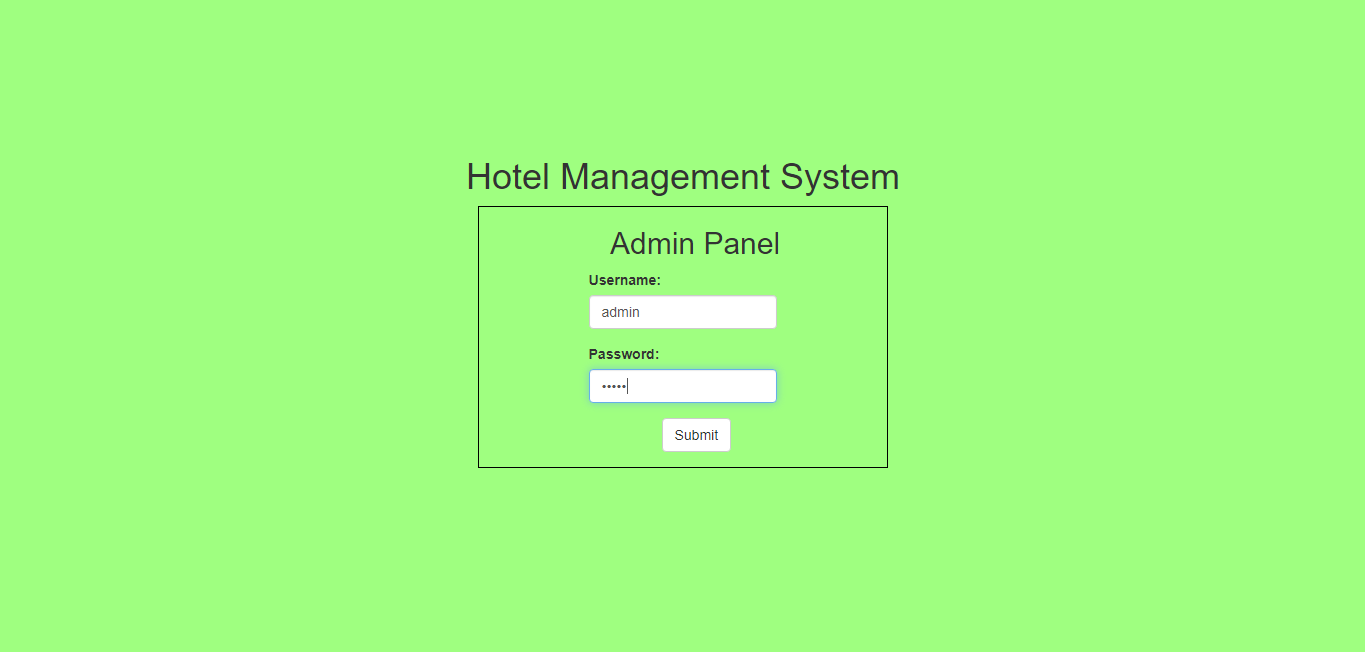 Hotel Management System
Admin Panel
Username:
admin
Password:
•••••
Submit